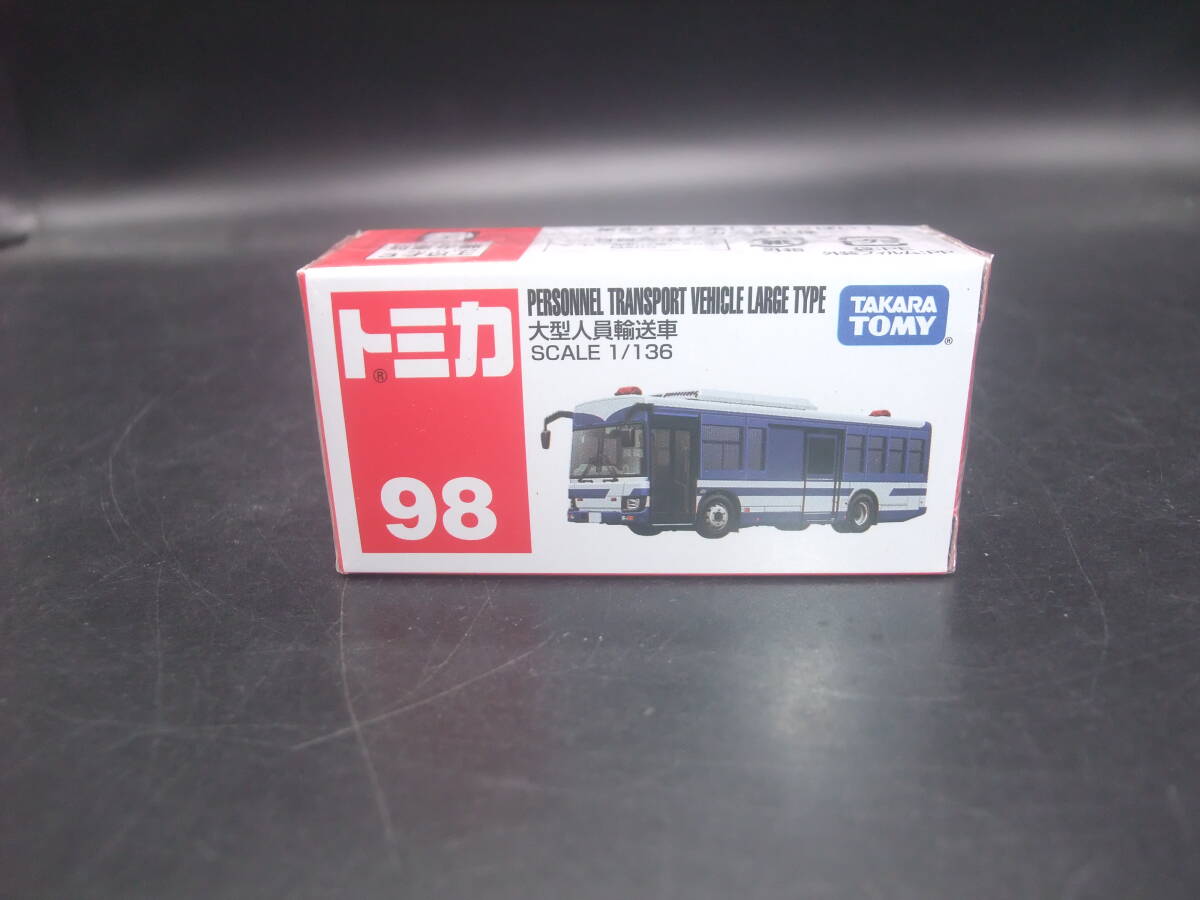 トミカ
®
98
PERSONNEL TRANSPORT VEHICLE LARGE TYPE
大型人員輸送車
SCALE 1/136
TAKARA
TOMY
®